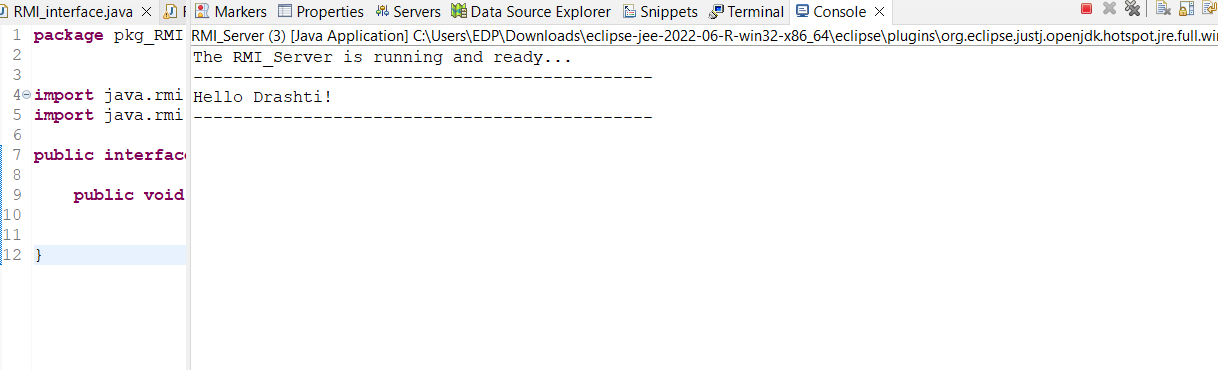 RMI_interface.java
Markers Properties Servers Data Source Explorer Snippets Terminal Console
1 package pkg_RMI
2
3
4 import java.rmi
5 import java.rmi
6
7 public interfac
8
9 public void
10
11
12 }
RMI_Server (3) [Java Application] C:\Users\EDP\Downloads\eclipse-jee-2022-06-R-win32-x86_64\eclipse\plugins\org.eclipse.justj.openjdk.hotspot.jre.full.wi
The RMI_Server is running and ready...
----------------------------------------------
Hello Drashti!
----------------------------------------------